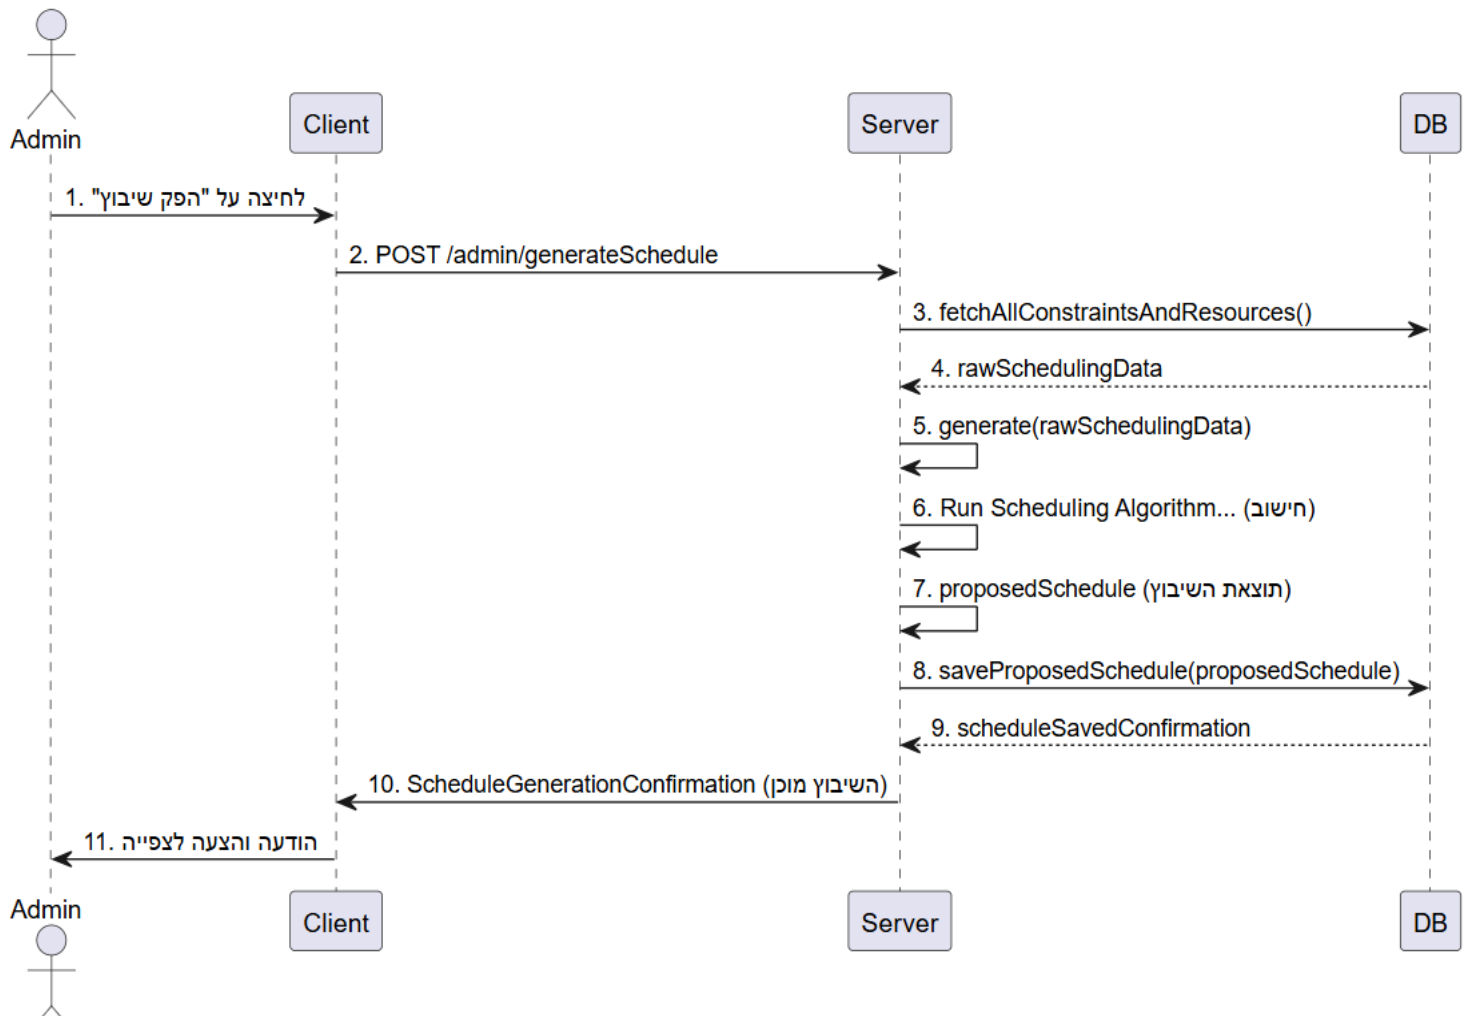 Admin
Client
Server
DB
1. לחיצה על "הפק שיבוץ"
2. POST /admin/generateSchedule
3. fetchAllConstraintsAndResources()
4. rawSchedulingData
5. generate(rawSchedulingData)
6. Run Scheduling Algorithm... (חישוב)
7. proposedSchedule (תוצאת השיבוץ)
8. saveProposedSchedule(proposedSchedule)
9. scheduleSavedConfirmation
10. ScheduleGenerationConfirmation (השיבוץ מוכן)
11. הודעה והצעה לצפייה
Admin
Client
Server
DB